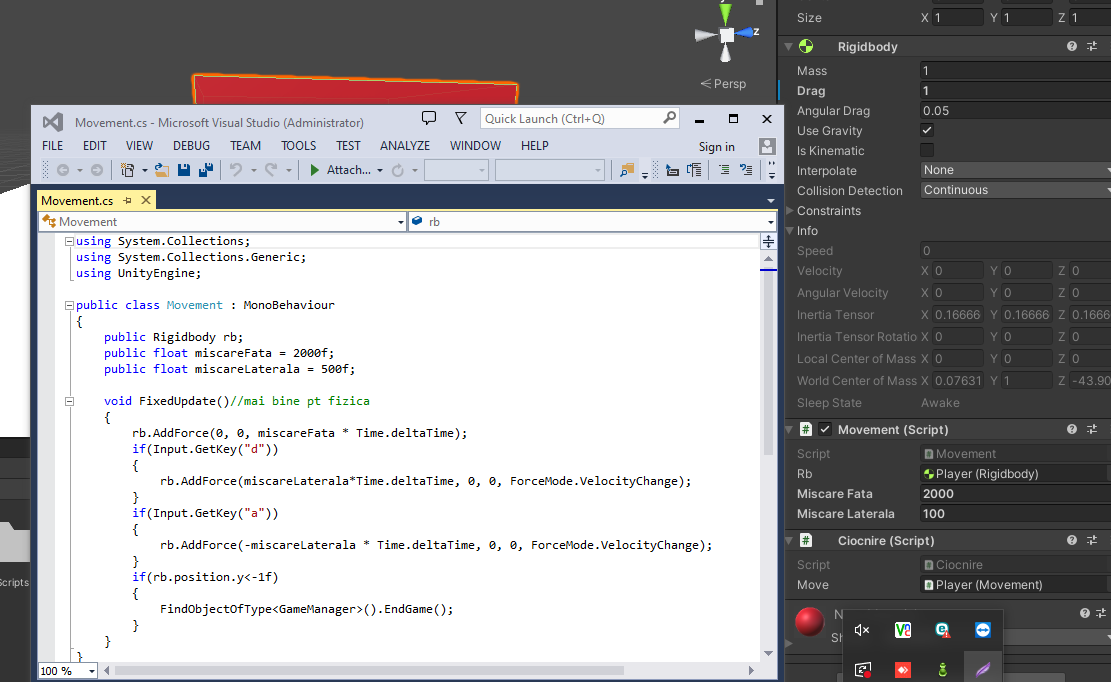 Size X 1 Y 1 Z 1
z
Persp
Rigidbody
Mass 1
Drag 1
Angular Drag 0.05
Use Gravity
Is Kinematic
Interpolate None
Collision Detection Continuous
Constraints
Info
Speed 0
Velocity X 0 Y 0 Z 0
Angular Velocity X 0 Y 0 Z 0
Inertia Tensor X 0.16666 Y 0.16666 Z 0.1666
Inertia Tensor Rotatio X 0 Y 0 Z 0
Local Center of Mass X 0 Y 0 Z 0
World Center of Mass X 0.07631 Y 1 Z -43.90
Sleep State Awake
# Movement (Script)
Script Movement
Rb Player (Rigidbody)
Miscare Fata 2000
Miscare Laterala 100
# Ciocnire (Script)
Script Ciocnire
Move Player (Movement)
Movement.cs - Microsoft Visual Studio (Administrator)
Quick Launch (Ctrl+Q)
FILE EDIT VIEW DEBUG TEAM TOOLS TEST ANALYZE WINDOW HELP Sign in
Attach...
Movement.cs
Movement rb
using System.Collections;
using System.Collections.Generic;
using UnityEngine;
public class Movement : MonoBehaviour
{
public Rigidbody rb;
public float miscareFata = 2000f;
public float miscareLaterala = 500f;
void FixedUpdate()//mai bine pt fizica
{
rb.AddForce(0, 0, miscareFata * Time.deltaTime);
if(Input.GetKey("d"))
{
rb.AddForce(miscareLaterala*Time.deltaTime, 0, 0, ForceMode.VelocityChange);
}
if(Input.GetKey("a"))
{
rb.AddForce(-miscareLaterala * Time.deltaTime, 0, 0, ForceMode.VelocityChange);
}
if(rb.position.y<-1f)
{
FindObjectOfType<GameManager>().EndGame();
}
}
}
100 %
Scripts